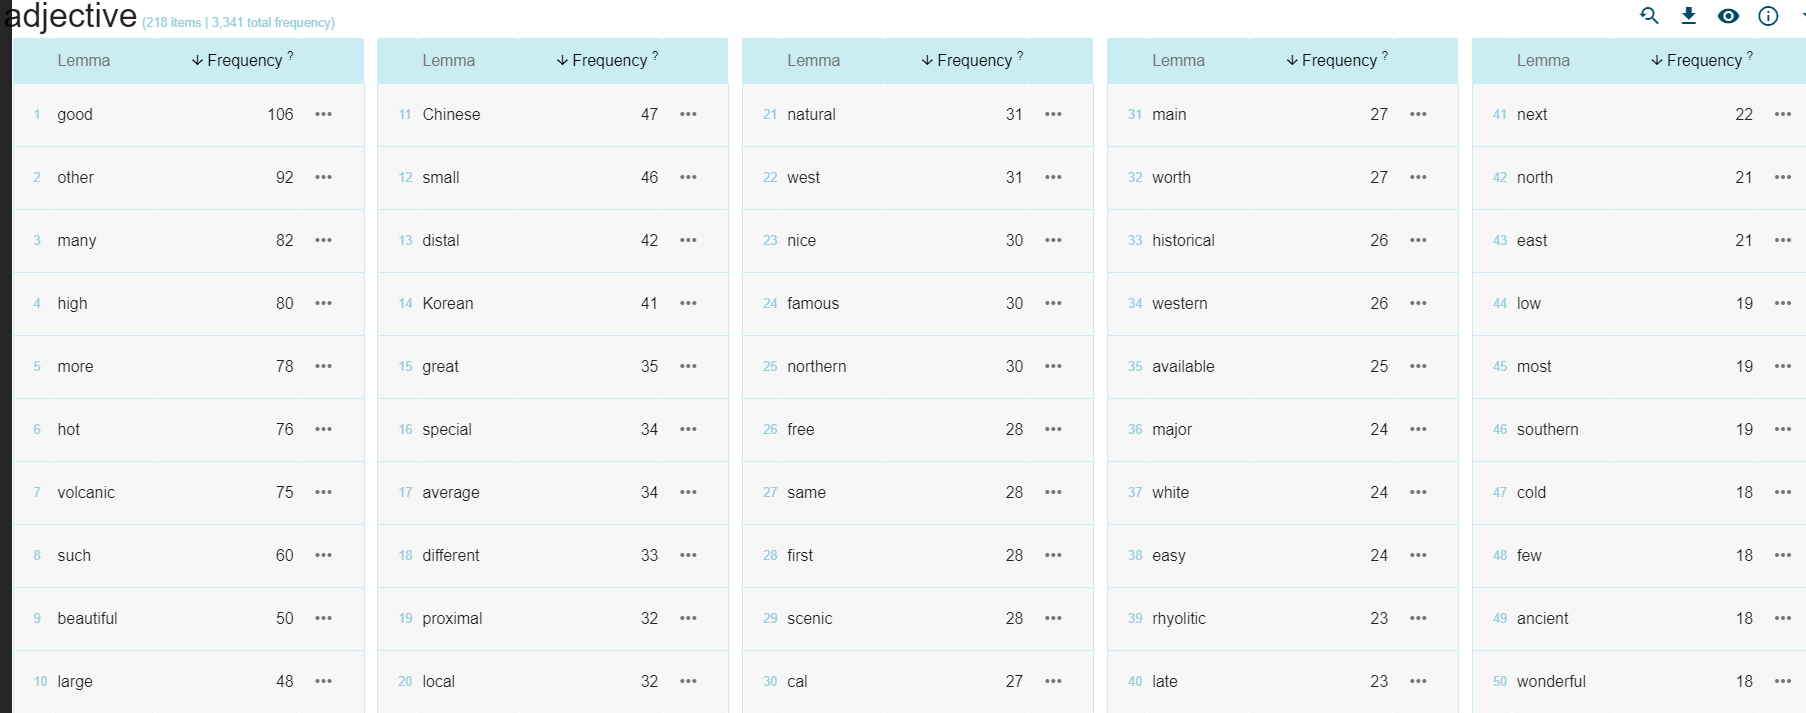 adjective (218 items | 3,341 total frequency)
Lemma ↓ Frequency ? Lemma ↓ Frequency ? Lemma ↓ Frequency ? Lemma ↓ Frequency ? Lemma ↓ Frequency ?
1 good 106 ••• 11 Chinese 47 ••• 21 natural 31 ••• 31 main 27 ••• 41 next 22 •••
2 other 92 ••• 12 small 46 ••• 22 west 31 ••• 32 worth 27 ••• 42 north 21 •••
3 many 82 ••• 13 distal 42 ••• 23 nice 30 ••• 33 historical 26 ••• 43 east 21 •••
4 high 80 ••• 14 Korean 41 ••• 24 famous 30 ••• 34 western 26 ••• 44 low 19 •••
5 more 78 ••• 15 great 35 ••• 25 northern 30 ••• 35 available 25 ••• 45 most 19 •••
6 hot 76 ••• 16 special 34 ••• 26 free 28 ••• 36 major 24 ••• 46 southern 19 •••
7 volcanic 75 ••• 17 average 34 ••• 27 same 28 ••• 37 white 24 ••• 47 cold 18 •••
8 such 60 ••• 18 different 33 ••• 28 first 28 ••• 38 easy 24 ••• 48 few 18 •••
9 beautiful 50 ••• 19 proximal 32 ••• 29 scenic 28 ••• 39 rhyolitic 23 ••• 49 ancient 18 •••
10 large 48 ••• 20 local 32 ••• 30 cal 27 ••• 40 late 23 ••• 50 wonderful 18 •••